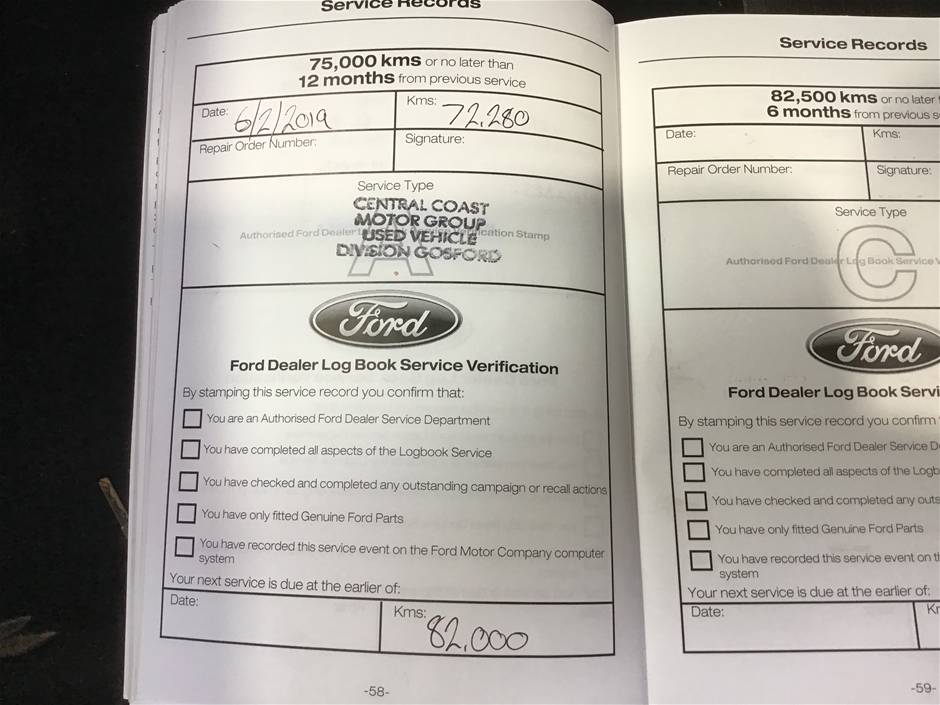 Service Records
75,000 kms or no later than
12 months from previous service
Date: 6/2/2019
Kms: 72,280
Repair Order Number:
Signature:
Service Type
CENTRAL COAST
MOTOR GROUP
USED VEHICLE
DIVISION GOSFORD
Authorised Ford Dealer L ication Stamp
A
Ford
Ford Dealer Log Book Service Verification
By stamping this service record you confirm that:
You are an Authorised Ford Dealer Service Department
You have completed all aspects of the Logbook Service
You have checked and completed any outstanding campaign or recall actions
You have only fitted Genuine Ford Parts
You have recorded this service event on the Ford Motor Company computer
system
Your next service is due at the earlier of:
Date:
Kms: 82,000
-58-
Service Records
82,500 kms or no later
6 months from previous s
Date:
Kms:
Repair Order Number:
Signature:
Service Type
C
Authorised Ford Dealer Log Book Service V
Ford
Ford Dealer Log Book Servi
By stamping this service record you confirm
You are an Authorised Ford Dealer Service D
You have completed all aspects of the Logb
You have checked and completed any outs
You have only fitted Genuine Ford Parts
You have recorded this service event on t
system
Your next service is due at the earlier of:
Date:
K
-59-